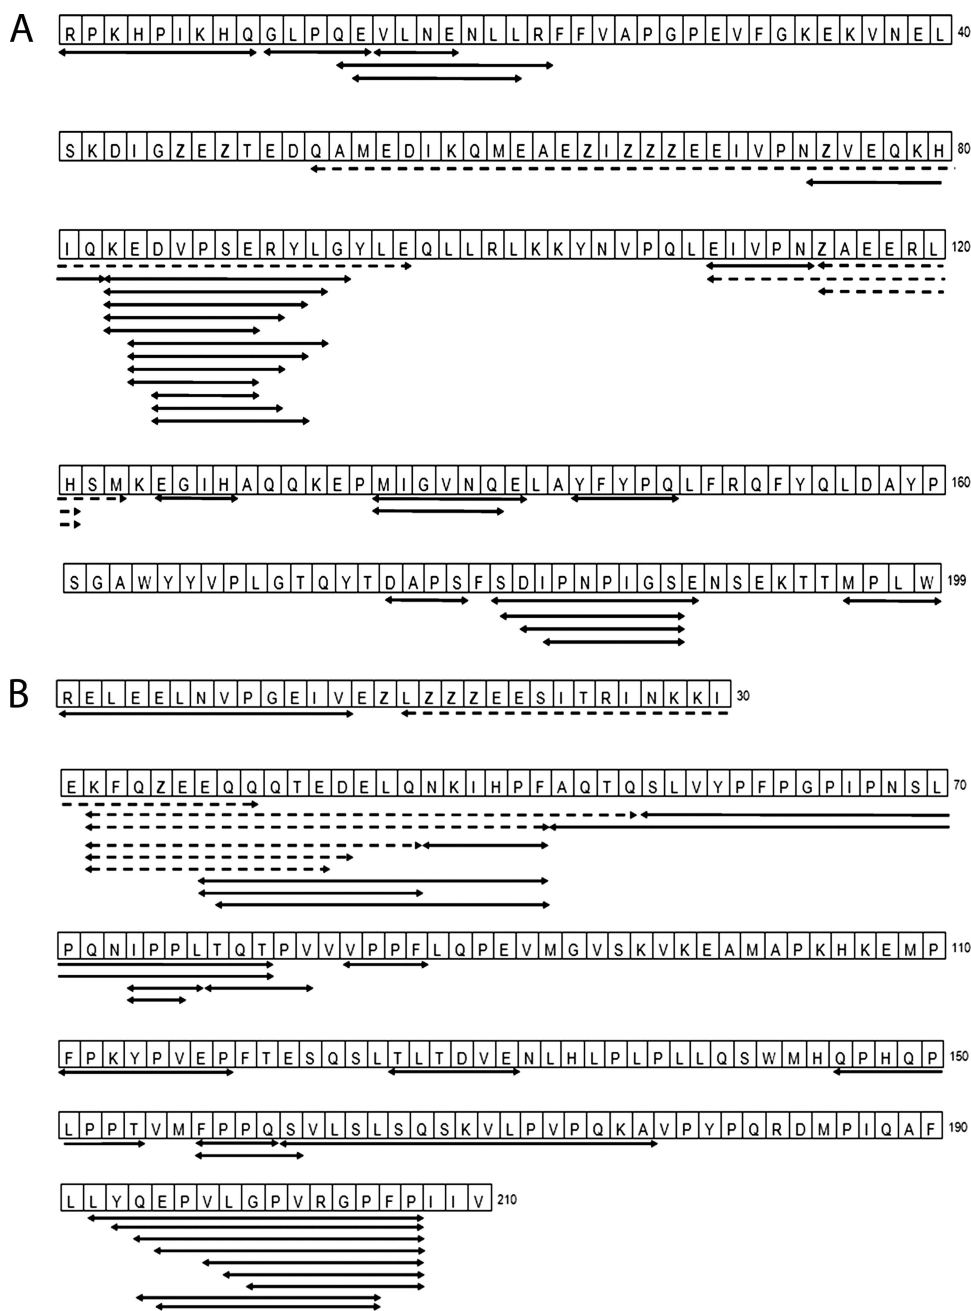 A
R P K H P I K H Q G L P Q E V L N E N L L R F F V A P G P E V F G K E K V N E L 40
S K D I G Z E Z T E D Q A M E D I K Q M E A E Z I Z Z Z E E I V P N Z V E Q K H 80
I Q K E D V P S E R Y L G Y L E Q L L R L K K Y N V P Q L E I V P N Z A E E R L 120
H S M K E G I H A Q Q K E P M I G V N Q E L A Y F Y P Q L F R Q F Y Q L D A Y P 160
S G A W Y Y V P L G T Q Y T D A P S F S D I P N P I G S E N S E K T T M P L W 199
B
R E L E E L N V P G E I V E Z L Z Z Z E E S I T R I N K K I 30
E K F Q Z E E Q Q Q T E D E L Q N K I H P F A Q T Q S L V Y P F P G P I P N S L 70
P Q N I P P L T Q T P V V V P P F L Q P E V M G V S K V K E A M A P K H K E M P 110
F P K Y P V E P F T E S Q S L T L T D V E N L H L P L P L L Q S W M H Q P H Q P 150
L P P T V M F P P Q S V L S L S Q S K V L P V P Q K A V P Y P Q R D M P I Q A F 190
L L Y Q E P V L G P V R G P F P I I V 210